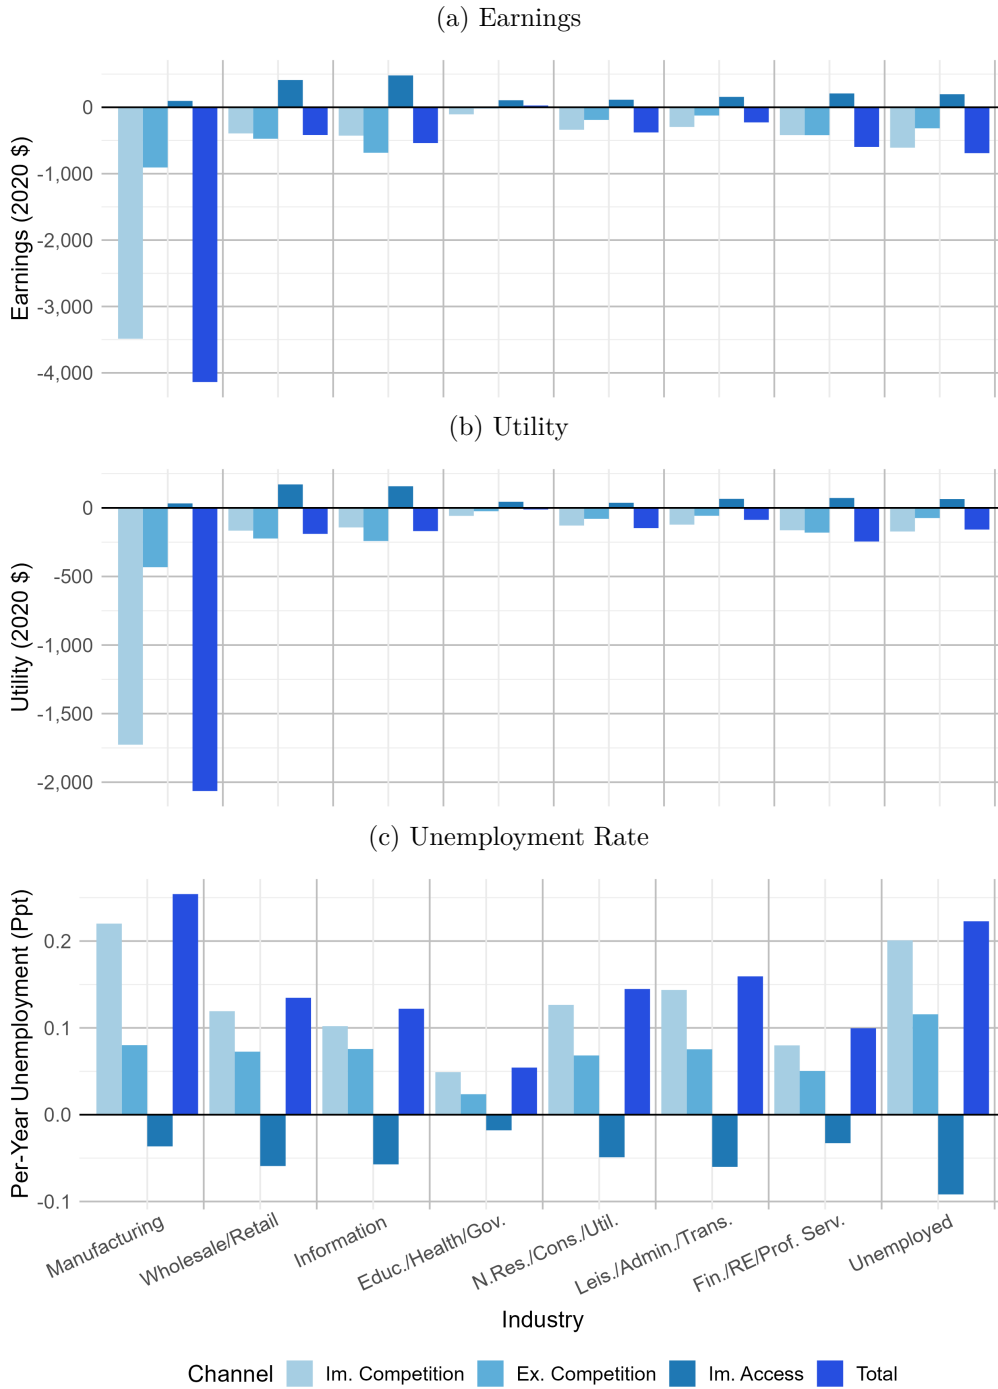 (a) Earnings
Earnings (2020 $)
0
-1,000
-2,000
-3,000
-4,000
(b) Utility
Utility (2020 $)
0
-500
-1,000
-1,500
-2,000
(c) Unemployment Rate
Per-Year Unemployment (Ppt)
0.2
0.1
0.0
-0.1
Manufacturing
Wholesale/Retail
Information
Educ./Health/Gov.
N.Res./Cons./Util.
Leis./Admin./Trans.
Fin./RE/Prof. Serv.
Unemployed
Industry
Channel Im. Competition Ex. Competition Im. Access Total